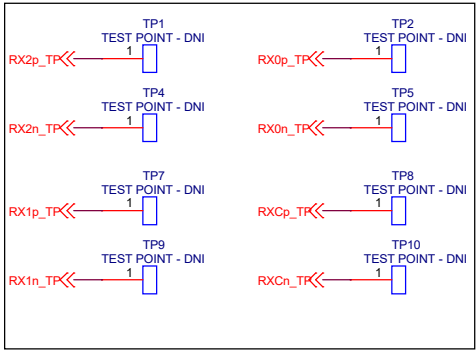 TP1
TEST POINT - DNI
1
RX2p_TP
TP2
TEST POINT - DNI
1
RX0p_TP
TP4
TEST POINT - DNI
1
RX2n_TP
TP5
TEST POINT - DNI
1
RX0n_TP
TP7
TEST POINT - DNI
1
RX1p_TP
TP8
TEST POINT - DNI
1
RXCp_TP
TP9
TEST POINT - DNI
1
RX1n_TP
TP10
TEST POINT - DNI
1
RXCn_TP